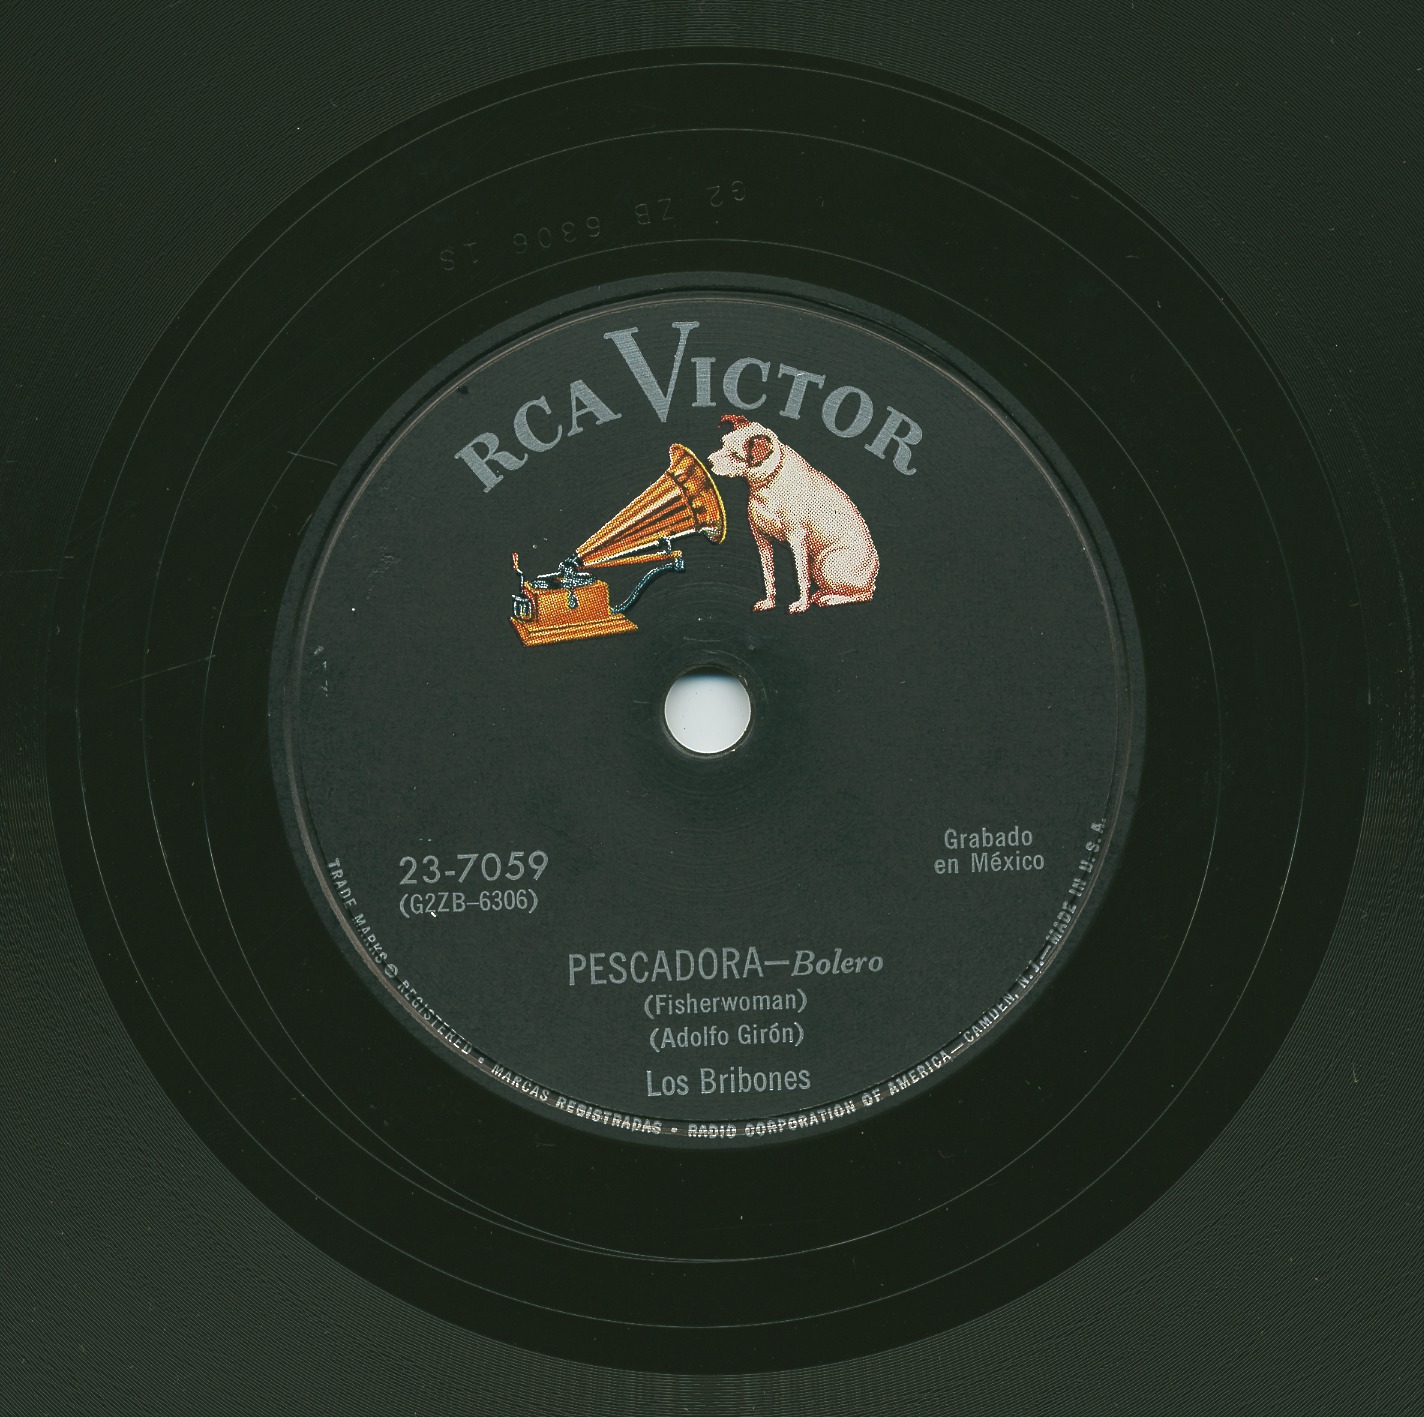 G2 ZB 6306 1S
RCA VICTOR
Grabado
en México
23-7059
(G2ZB-6306)
PESCADORA—Bolero
(Fisherwoman)
(Adolfo Girón)
Los Bribones
TRADE MARKS ® REGISTERED • MARCAS REGISTRADAS • RADIO CORPORATION OF AMERICA—CAMDEN, N. J.—MADE IN U. S. A.